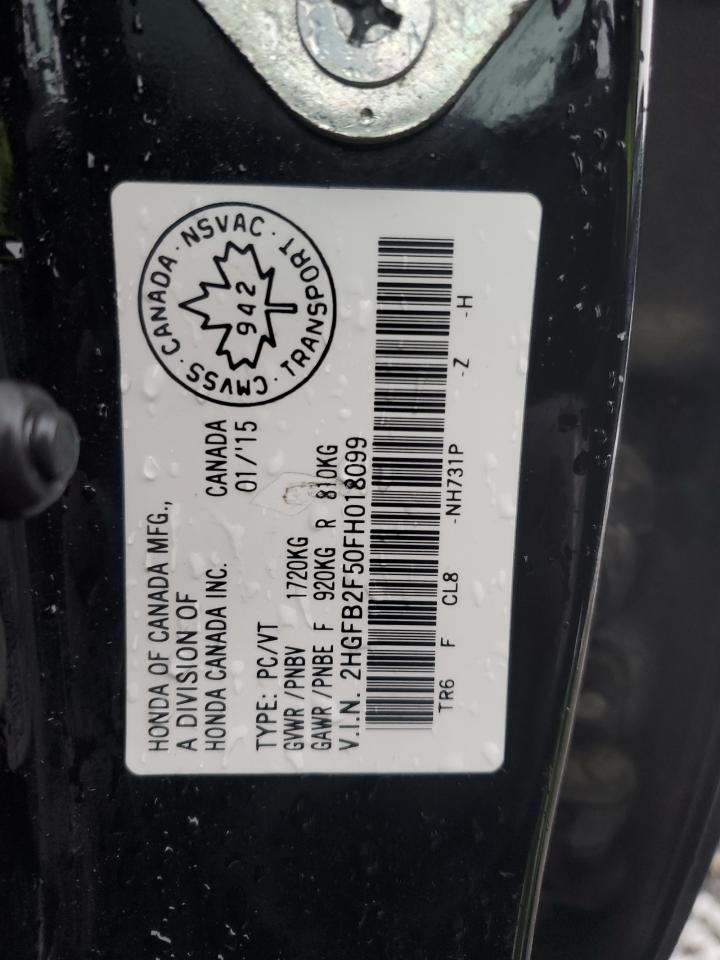 HONDA OF CANADA MFG.,
A DIVISION OF
HONDA CANADA INC.
CANADA
01/'15
TYPE: PC/VT
GVWR /PNBV 1720KG
GAWR /PNBE F 920KG R 810KG
V.I.N. 2HGFB2F50FH018099
TR6 F CL8 -NH731P -Z -H
CMVSS · CANADA · NSVAC · TRANSPORT ·
942